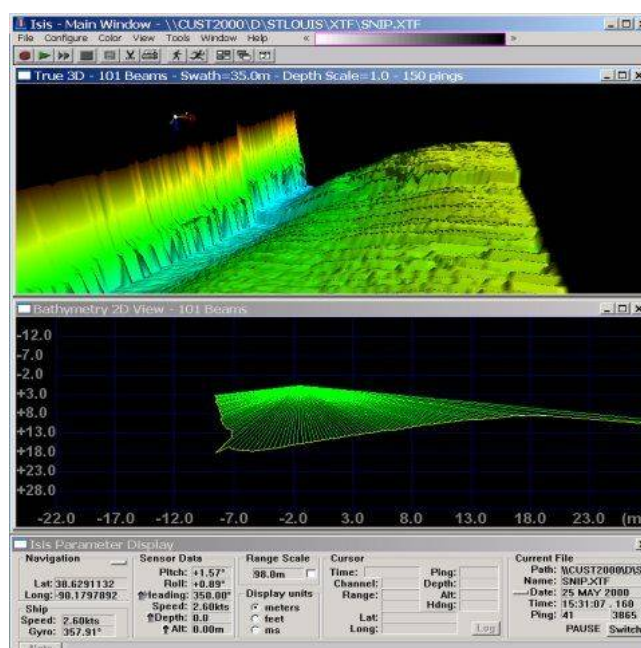 Isis - Main Window - \\CUST2000\D\STLOUIS\XTF\SNIP.XTF
File Configure Color View Tools Window Help « »
True 3D - 101 Beams - Swath=35.0m - Depth Scale=1.0 - 150 pings
Bathymetry 2D View - 101 Beams
-12.0
-7.0
-2.0
+3.0
+8.0
+13.0
+18.0
+23.0
+28.0
-22.0 -17.0 -12.0 -7.0 -2.0 3.0 8.0 13.0 18.0 23.0 (m
Isis Parameter Display
Navigation
Lat: 38.6291132
Long: -90.1797892
Ship
Speed: 2.60kts
Gyro: 357.91°
Sensor Data
Pitch: +1.57°
Roll: +0.89°
Heading: 350.00°
Speed: 2.60kts
Depth: 0.0
Alt: 0.00m
Range Scale
98.0m
Display units
meters
feet
ms
Cursor
Time: Ping:
Channel: Depth:
Range: Alt:
Hdng:
Lat:
Long:
Log
Current File
Path: \\CUST2000\D\S
Name: SNIP.XTF
Date: 25 MAY 2000
Time: 15:31:07 .160
Ping: 41 3865
PAUSE Switch